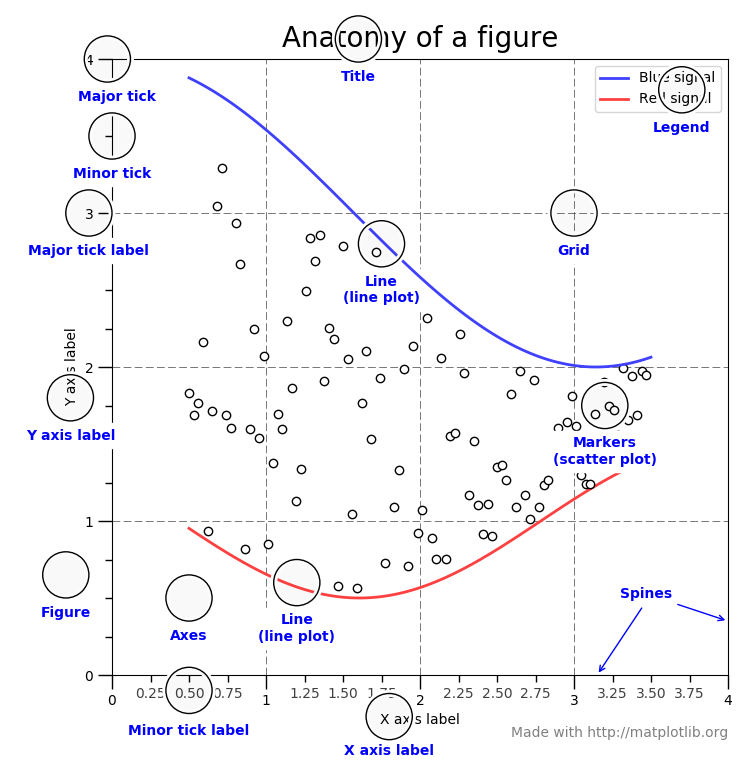 Anatomy of a figure
4
Title
Blue signal
Red signal
Major tick
Legend
Minor tick
3
Major tick label
Grid
Line
(line plot)
2
Y axis label
Y axis label
Markers
(scatter plot)
1
Figure
Axes
Line
(line plot)
Spines
0
0 0.25 0.50 0.75 1 1.25 1.50 1.75 2 2.25 2.50 2.75 3 3.25 3.50 3.75 4
X axis label
Minor tick label
Made with http://matplotlib.org
X axis label